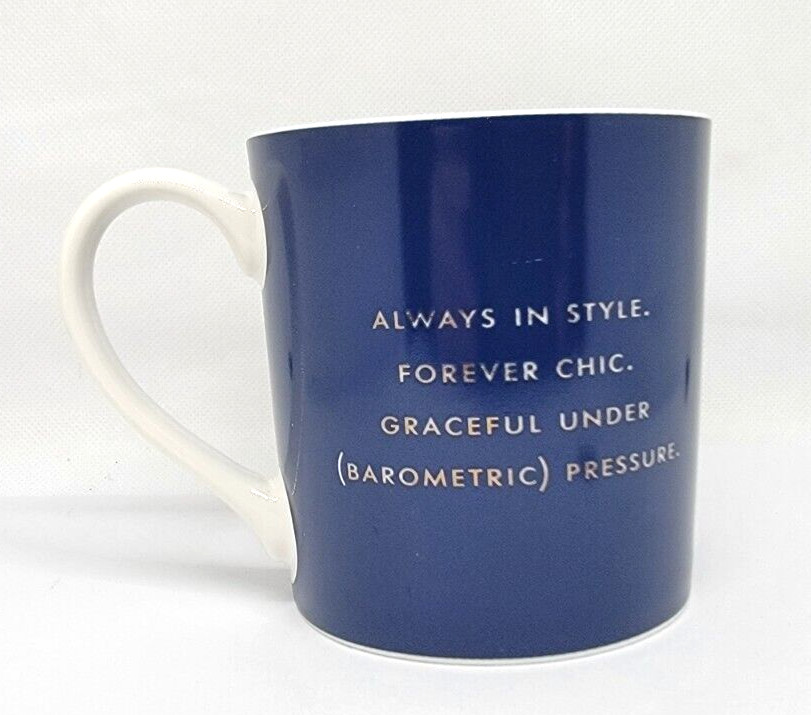 ALWAYS IN STYLE.
FOREVER CHIC.
GRACEFUL UNDER
(BAROMETRIC) PRESSURE.